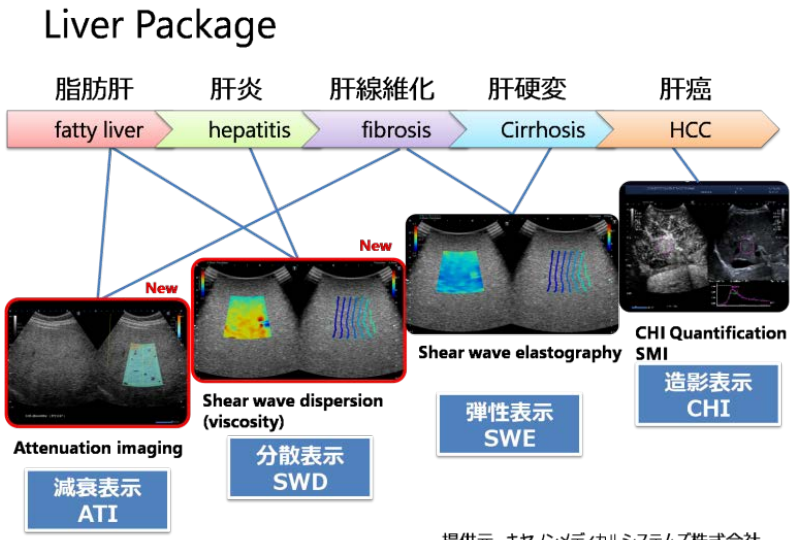 Liver Package
脂肪肝
肝炎
肝線維化
肝硬変
肝癌
fatty liver
hepatitis
fibrosis
Cirrhosis
HCC
New
New
Attenuation imaging
減衰表示
ATI
Shear wave dispersion
(viscosity)
分散表示
SWD
Shear wave elastography
弾性表示
SWE
CHI Quantification
SMI
造影表示
CHI